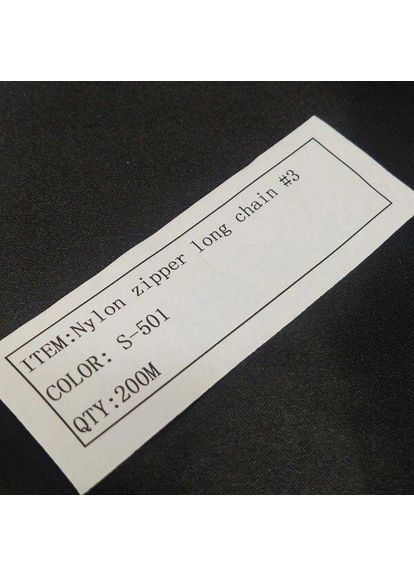 ITEM:Nylon zipper long chain #3
COLOR: S-501
QTY:200M